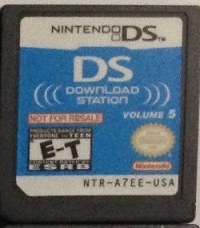 NINTENDO DS™
DS
DOWNLOAD
STATION
VOLUME 5
NOT FOR RESALE
PRODUCTS RANGE FROM
EVERYONE TO TEEN
E-T
ESRB
Nintendo
NTR-A7EE-USA